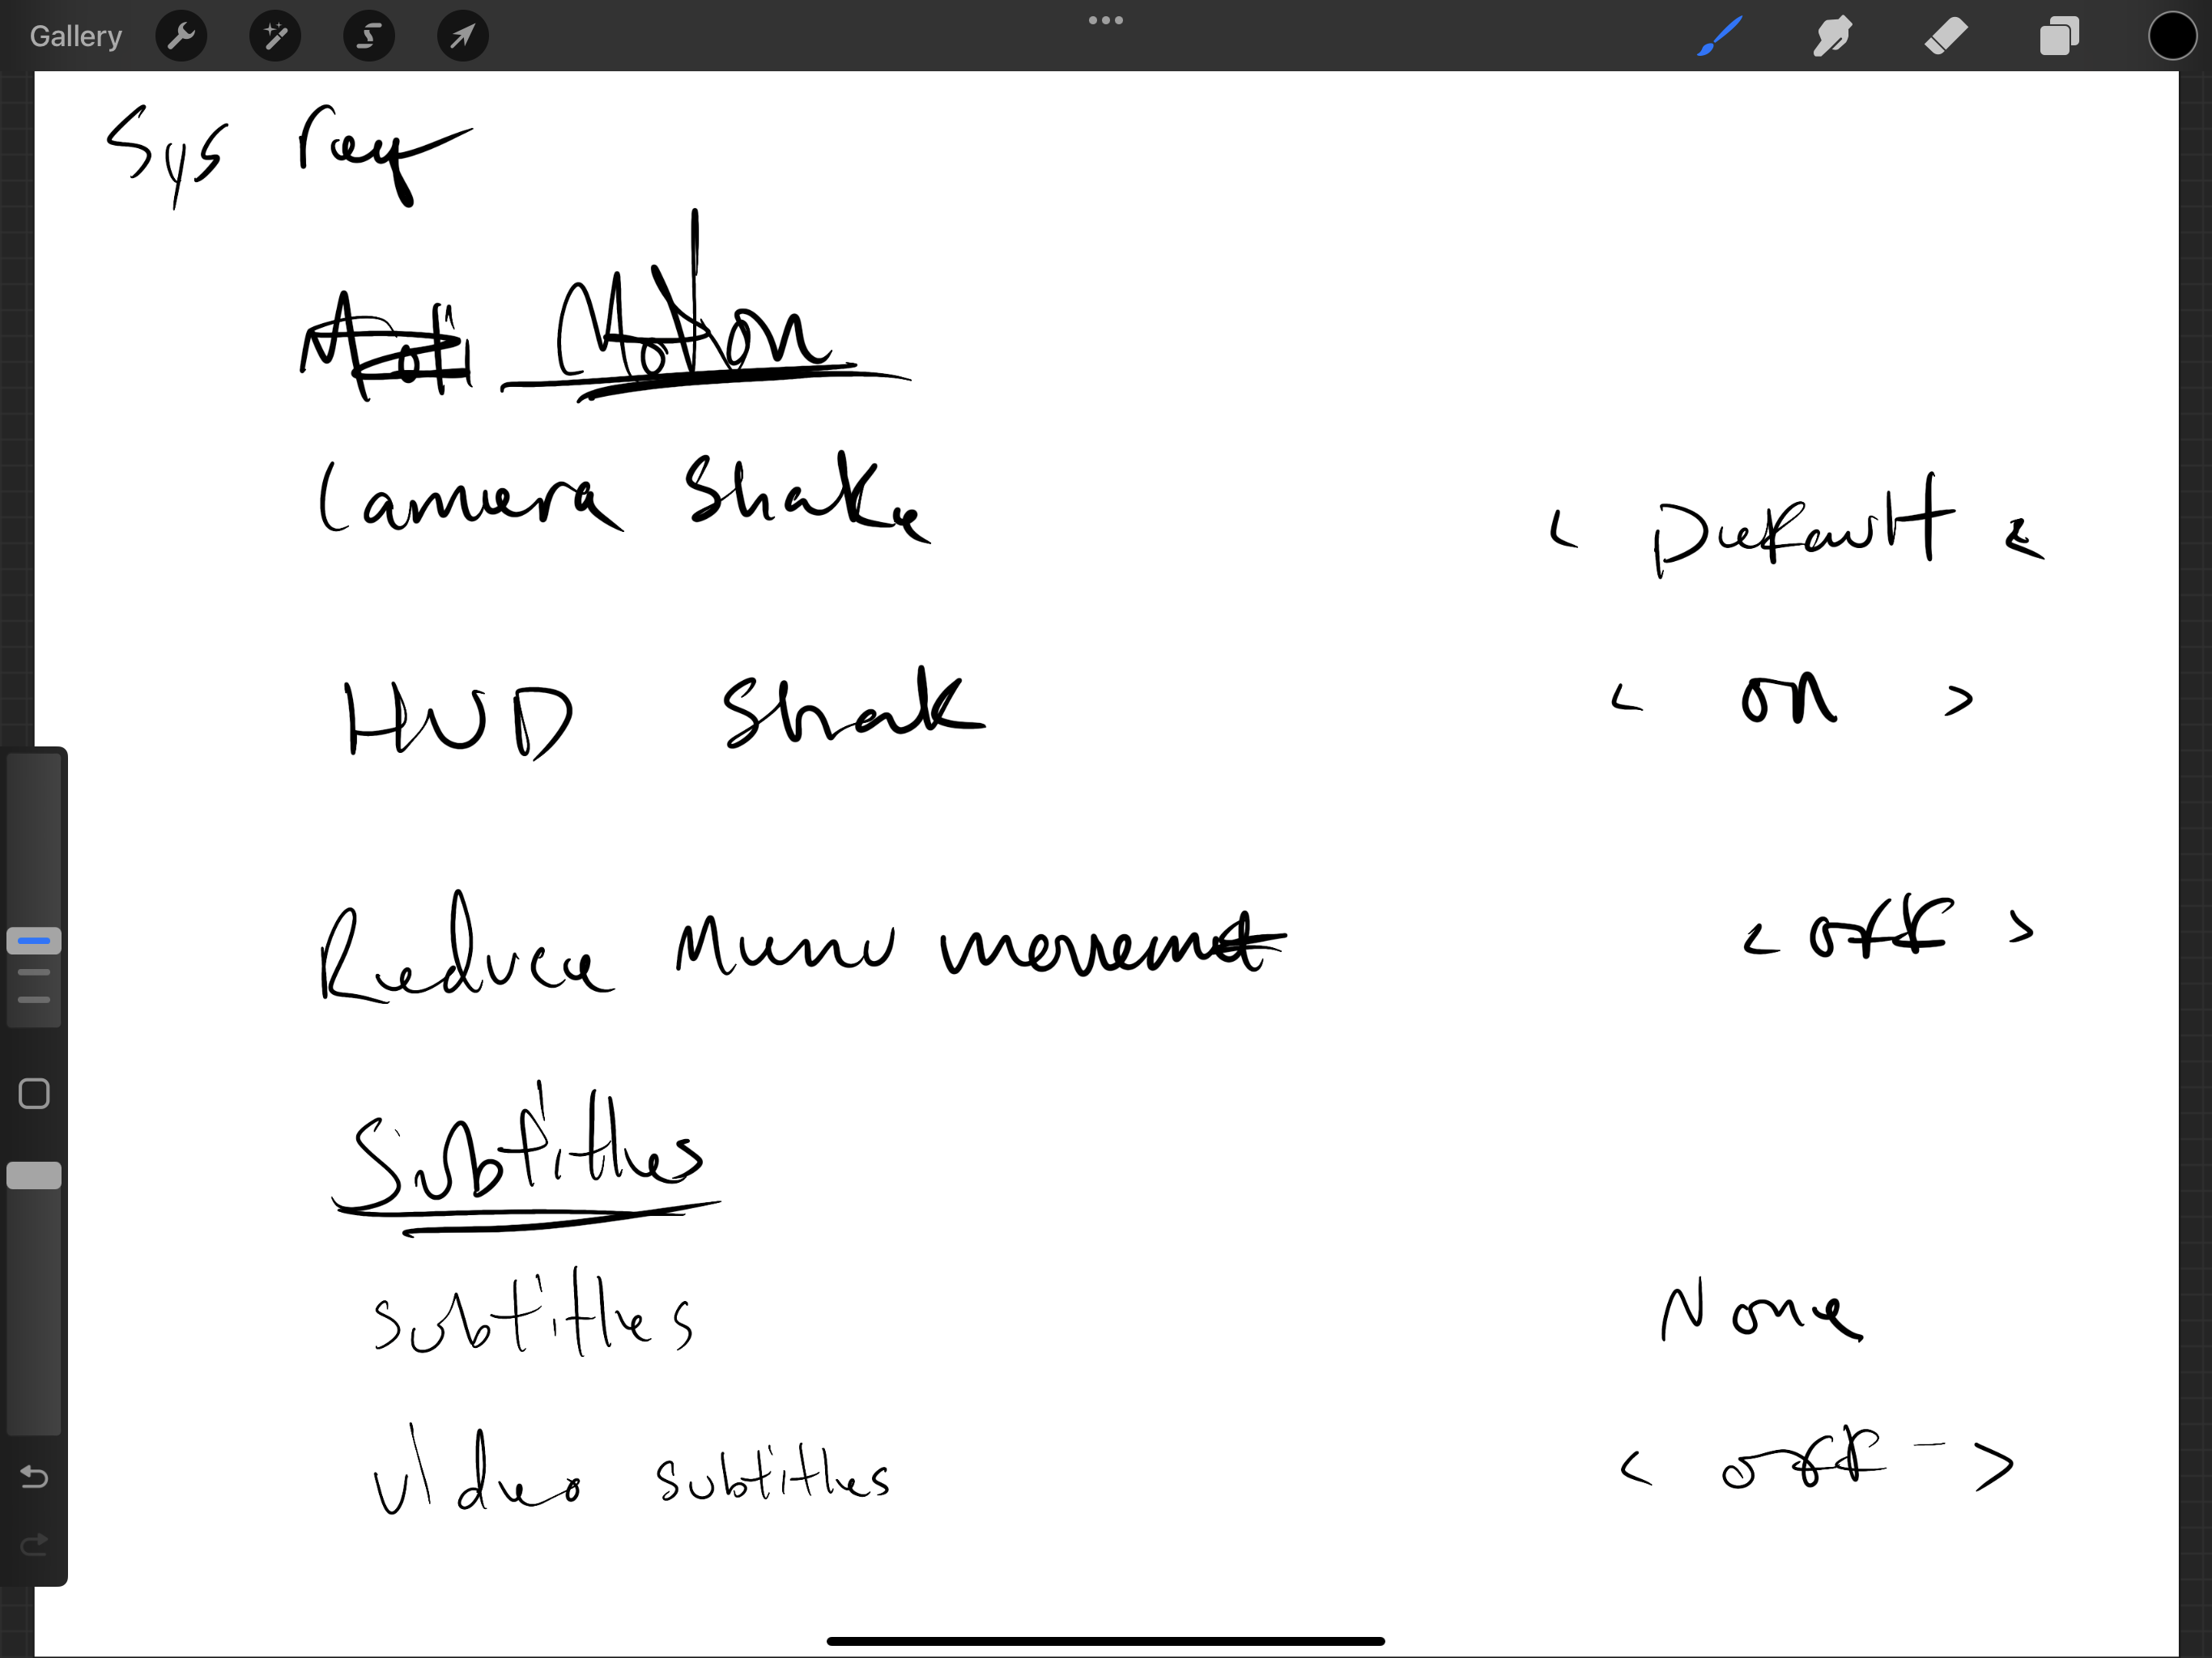 Gallery
Sys req
Motion
Camera Shake < Default <
HUD Shak < on >
Reduce Menu movement < off >
Subtitles
subtitles None
Video subtitles < off - >